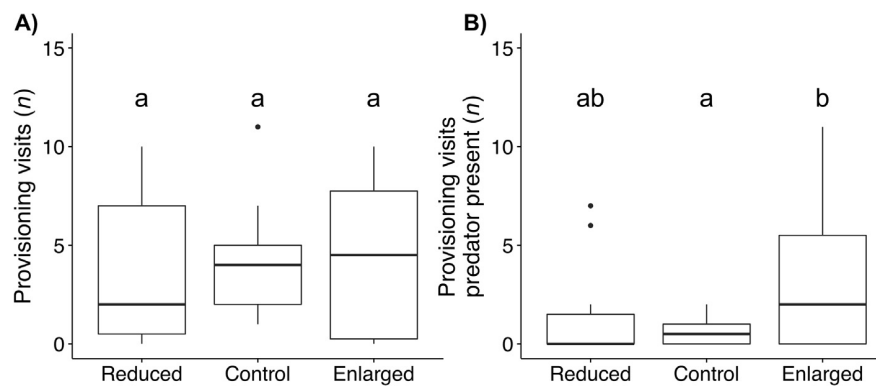 A)
Provisioning visits (n)
15
10
5
0
a
a
a
Reduced
Control
Enlarged
B)
Provisioning visits
predator present (n)
15
10
5
0
ab
a
b
Reduced
Control
Enlarged